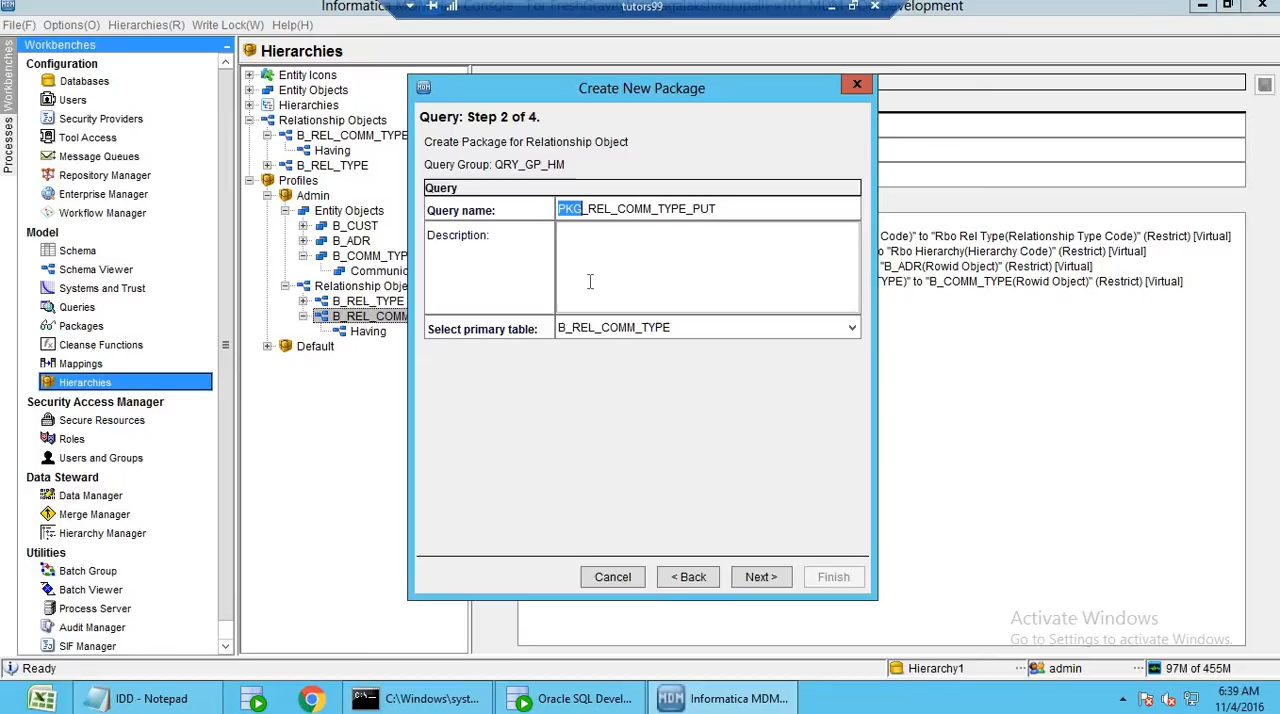 Informatica
tutors99
Development
File(F) Options(O) Hierarchies(R) Write Lock(W) Help(H)
Workbenches
Processes
Workbenches
Configuration
Databases
Users
Security Providers
Tool Access
Message Queues
Repository Manager
Enterprise Manager
Workflow Manager
Model
Schema
Schema Viewer
Systems and Trust
Queries
Packages
Cleanse Functions
Mappings
Hierarchies
Security Access Manager
Secure Resources
Roles
Users and Groups
Data Steward
Data Manager
Merge Manager
Hierarchy Manager
Utilities
Batch Group
Batch Viewer
Process Server
Audit Manager
SIF Manager
Hierarchies
Entity Icons
Entity Objects
Hierarchies
Relationship Objects
B_REL_COMM_TYPE
Having
B_REL_TYPE
Profiles
Admin
Entity Objects
B_CUST
B_ADR
B_COMM_TYP
Communic
Relationship Obje
B_REL_TYPE
B_REL_COMM
Having
Default
Create New Package
Query: Step 2 of 4.
Create Package for Relationship Object
Query Group: QRY_GP_HM
Query
Query name: PKG_REL_COMM_TYPE_PUT
Description:
Select primary table: B_REL_COMM_TYPE
Cancel < Back Next > Finish
Code)" to "Rbo Rel Type(Relationship Type Code)" (Restrict) [Virtual]
"Rbo Hierarchy(Hierarchy Code)" (Restrict) [Virtual]
"B_ADR(Rowid Object)" (Restrict) [Virtual]
YPE)" to "B_COMM_TYPE(Rowid Object)" (Restrict) [Virtual]
Activate Windows
Go to Settings to activate Windows.
Ready
Hierarchy1 ... admin ... 97M of 455M
IDD - Notepad
C:\Windows\syst...
Oracle SQL Devel...
MDM
Informatica MDM...
6:39 AM
11/4/2016